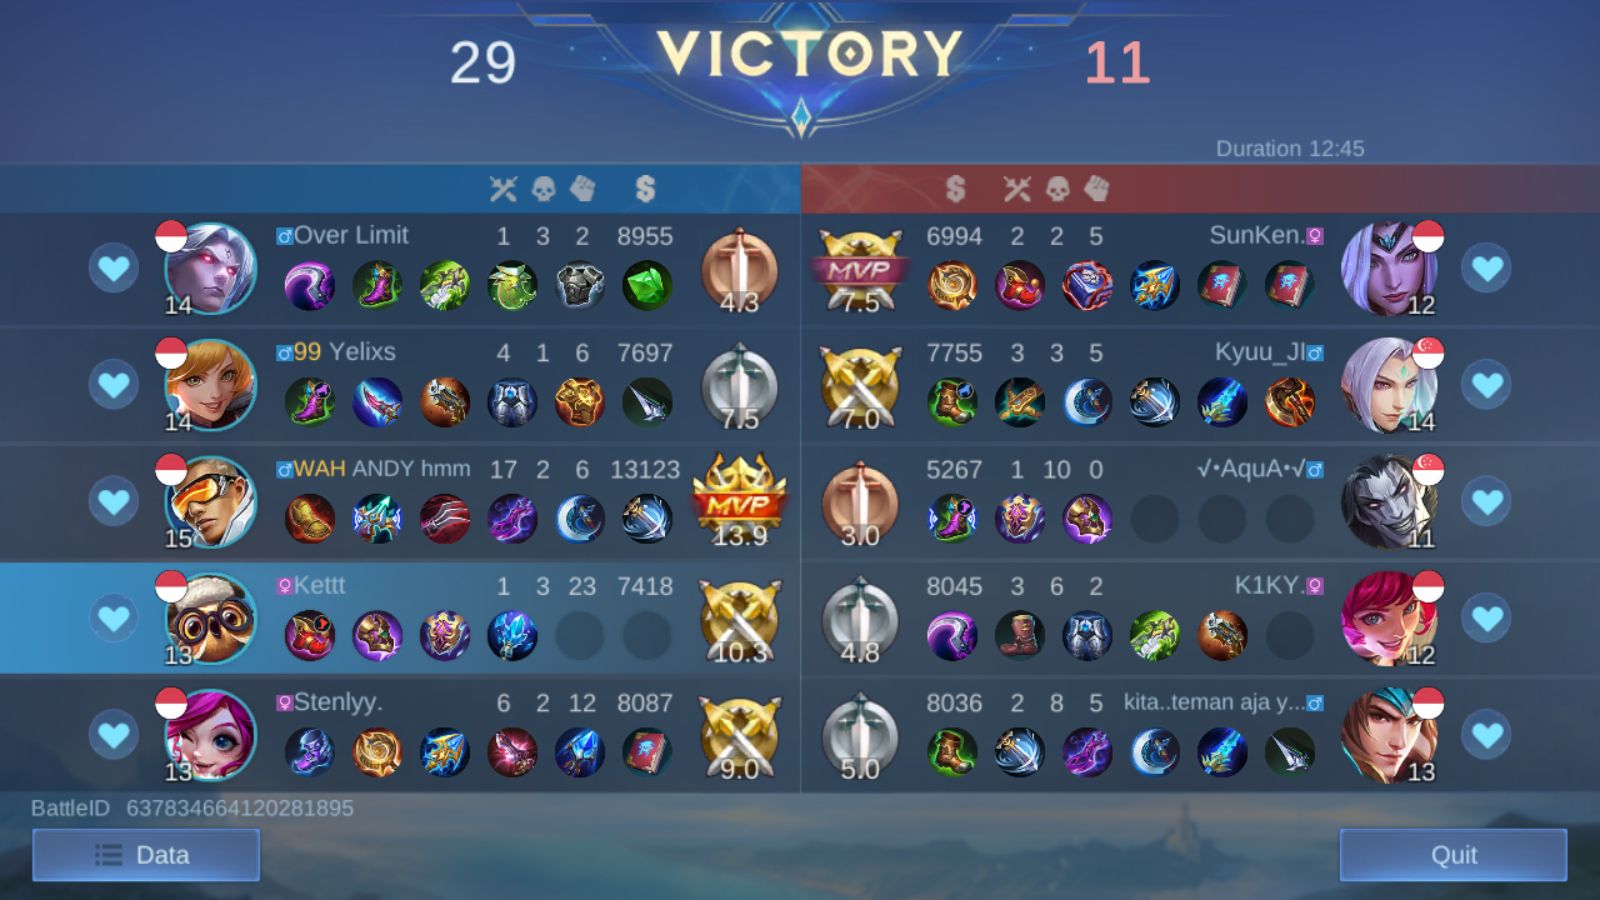 29 VICTORY 11
Duration 12:45
Over Limit 1 3 2 8955
14 4.3
MVP 7.5 6994 2 2 5 SunKen.
12
99 Yelixs 4 1 6 7697
14 7.5
7.0 7755 3 3 5 Kyuu_JI
14
WAH ANDY hmm 17 2 6 13123
15 MVP 13.9
3.0 5267 1 10 0 √•AquA•√
11
Kettt 1 3 23 7418
13 10.3
4.8 8045 3 6 2 K1KY.
12
Stenlyy. 6 2 12 8087
13 9.0
5.0 8036 2 8 5 kita..teman aja y...
13
BattleID 637834664120281895
Data
Quit